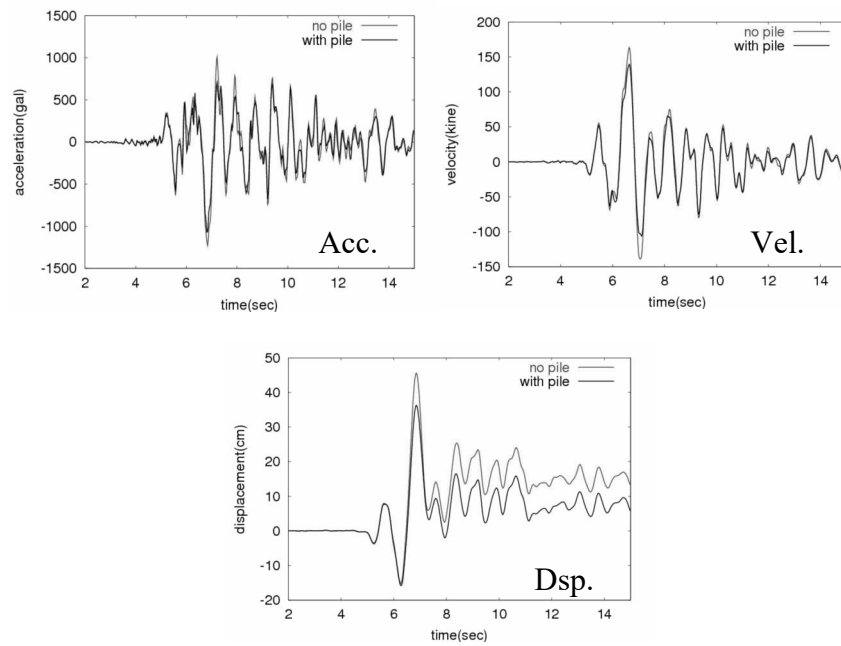 no pile
with pile
acceleration(gal)
1500
1000
500
0
-500
-1000
-1500
2 4 6 8 10 12 14
time(sec)
Acc.
no pile
with pile
velocity(kine)
200
150
100
50
0
-50
-100
-150
2 4 6 8 10 12 14
time(sec)
Vel.
no pile
with pile
displacement(cm)
50
40
30
20
10
0
-10
-20
2 4 6 8 10 12 14
time(sec)
Dsp.